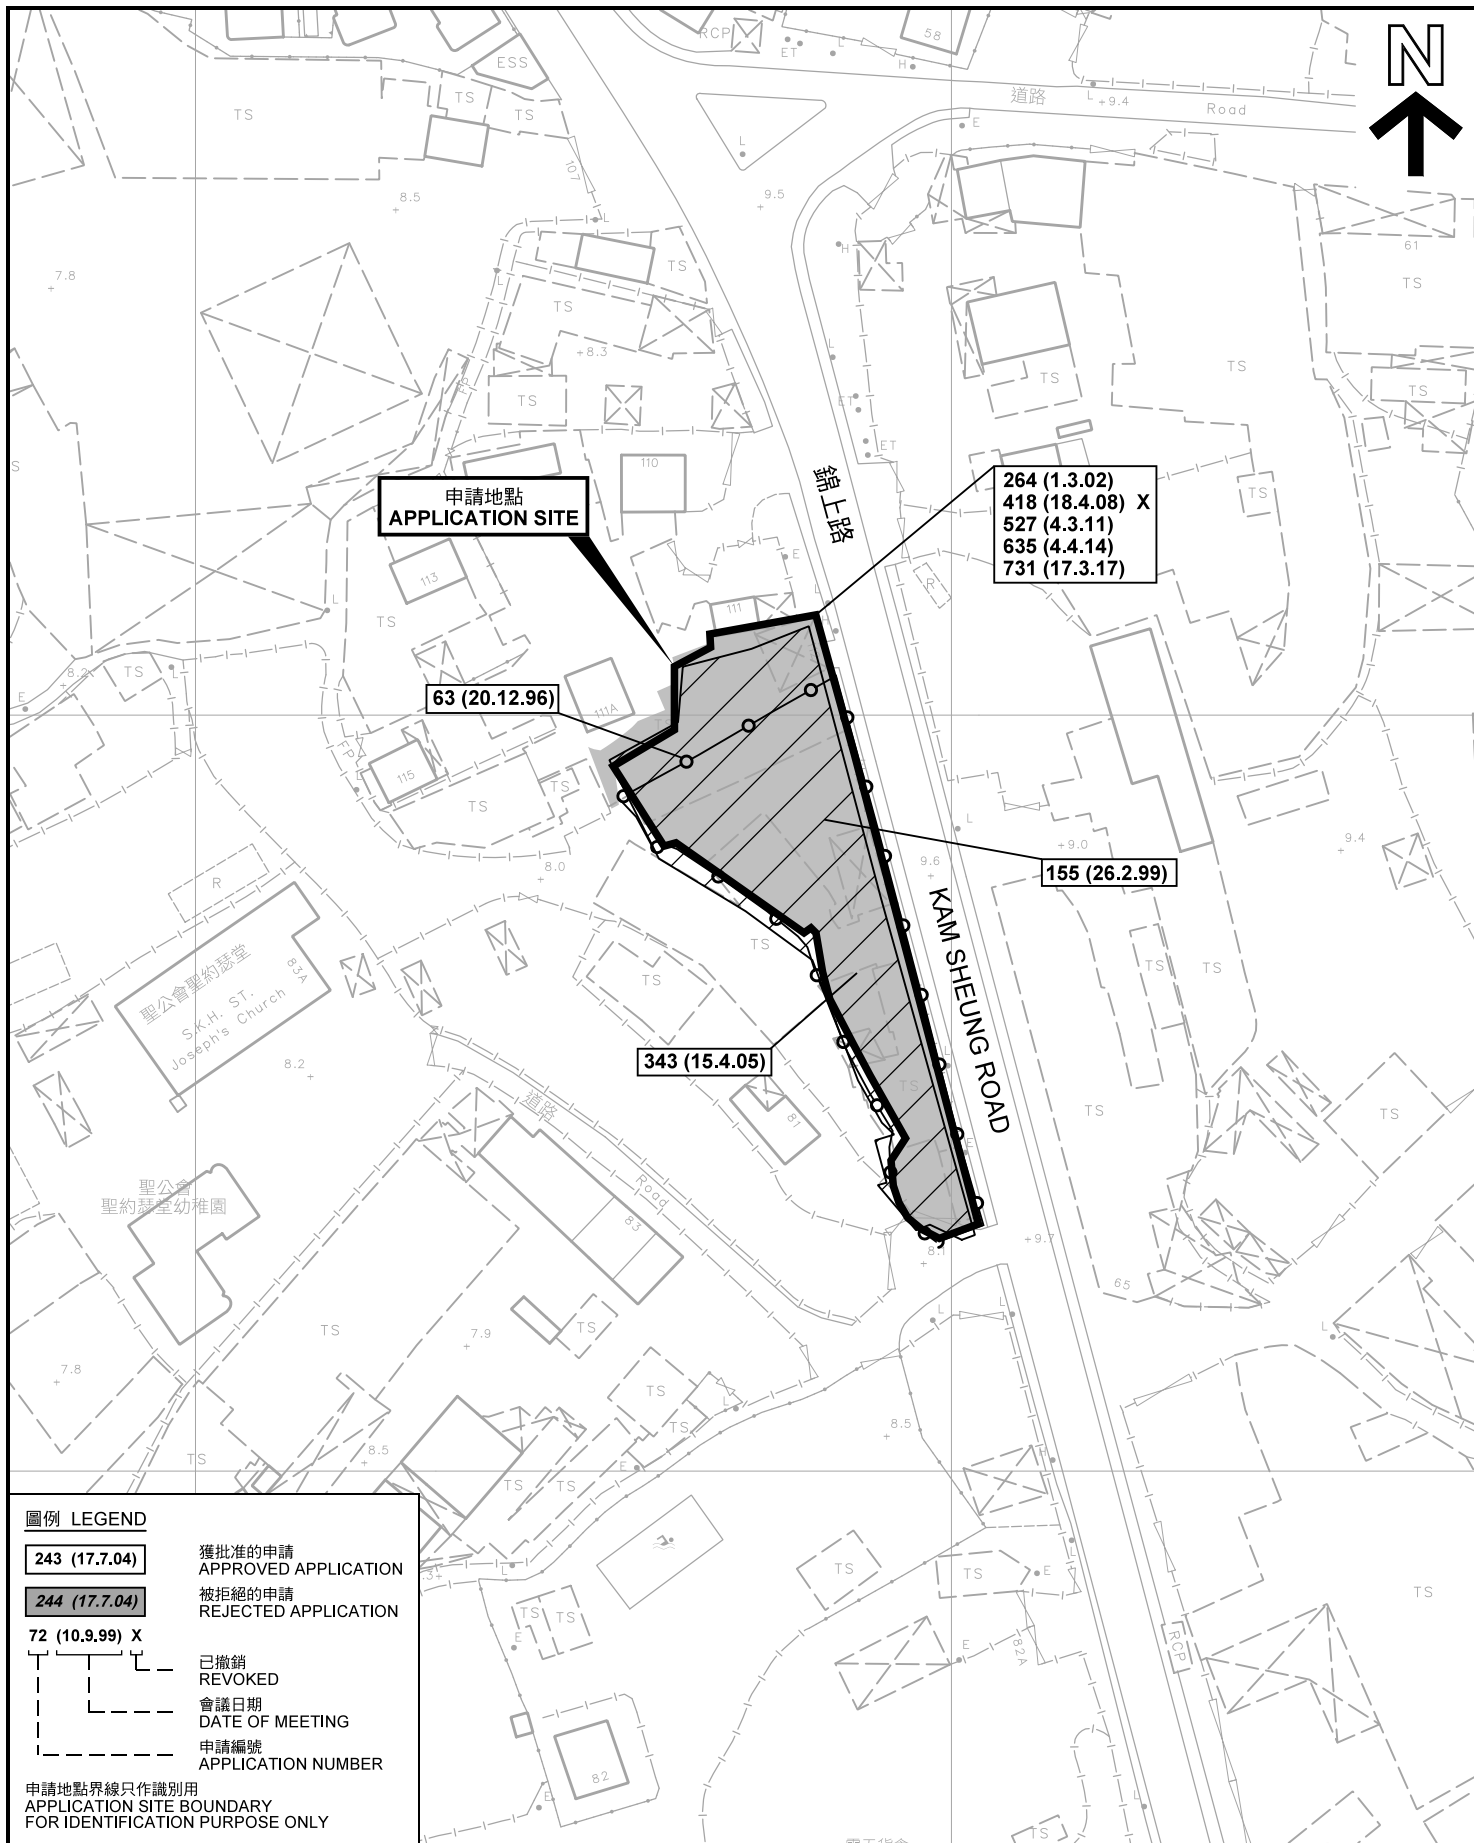 N
RCP
58
ET
L
H
ESS
TS
TS
TS
TS
道路
L
+9.4
Road
E
107
L
9.5
8.5
L
7.8
TS
H
61
TS
TS
+8.3
L
TS
TS
TS
TS
ET
ET
110
錦上路
264 (1.3.02)
418 (18.4.08) X
527 (4.3.11)
635 (4.4.14)
731 (17.3.17)
申請地點
APPLICATION SITE
TS
E
113
R
L
111
L
TS
8.2
TS
L
E
63 (20.12.96)
111A
FP
115
TS
TS
L
+9.0
9.4
9.6
155 (26.2.99)
8.0
R
聖公會聖約瑟堂
83A
S.K.H. ST.
Joseph's Church
TS
TS
KAM SHEUNG ROAD
TS
TS
343 (15.4.05)
8.2
L
TS
TS
TS
道路
81
E
聖公會
聖約瑟堂幼稚園
Road
83
+9.7
8.1
65
L
L
L
TS
7.9
TS
7.8
TS
L
TS
8.5
TS
8.5
TS
H
E
TS
TS
圖例 LEGEND
243 (17.7.04)
獲批准的申請
APPROVED APPLICATION
244 (17.7.04)
被拒絕的申請
REJECTED APPLICATION
72 (10.9.99) X
已撤銷
REVOKED
會議日期
DATE OF MEETING
申請編號
APPLICATION NUMBER
申請地點界線只作識別用
APPLICATION SITE BOUNDARY
FOR IDENTIFICATION PURPOSE ONLY
L
L
TS
TS
E
TS
TS
TS
E
E
82A
RCP
82
E
L
TS